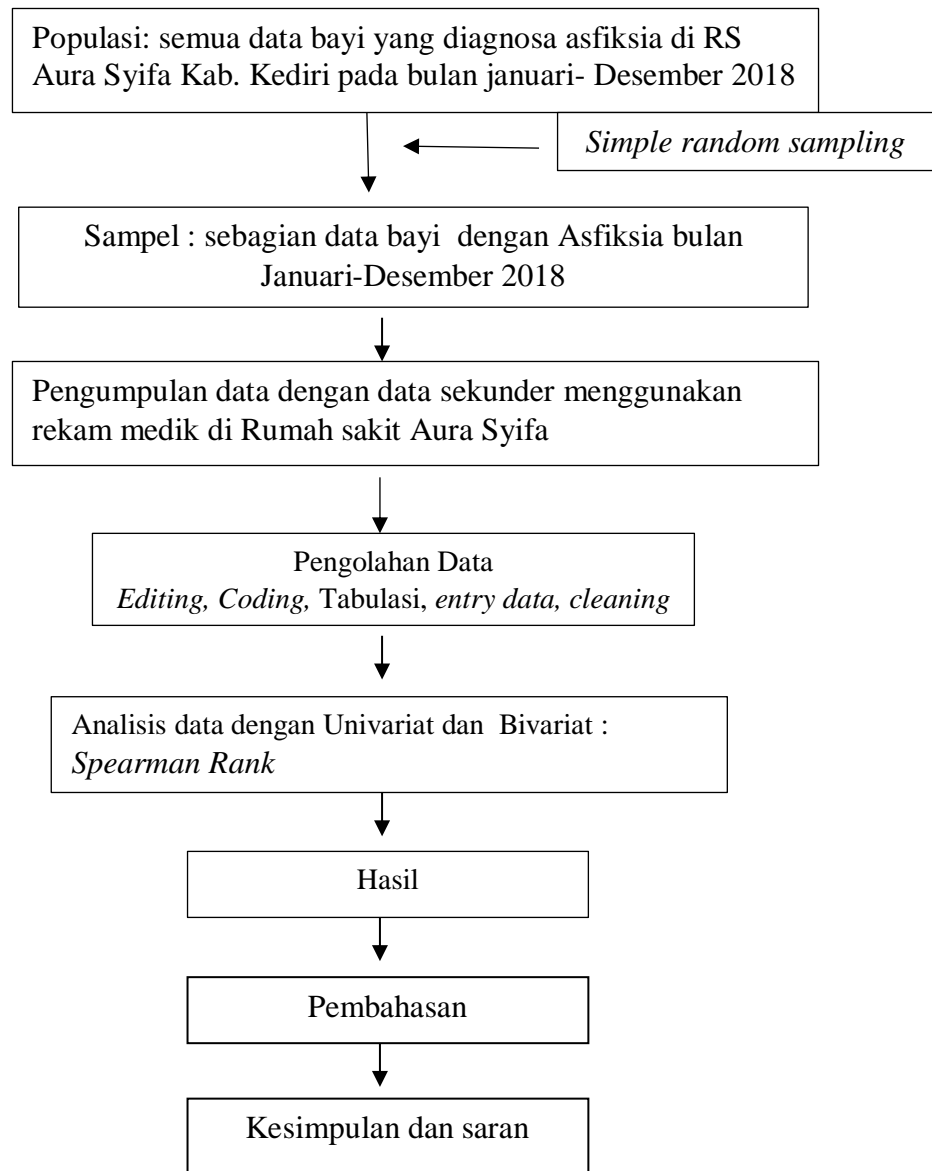 Populasi: semua data bayi yang diagnosa asfiksia di RS
Aura Syifa Kab. Kediri pada bulan januari- Desember 2018
Simple random sampling
Sampel : sebagian data bayi dengan Asfiksia bulan
Januari-Desember 2018
Pengumpulan data dengan data sekunder menggunakan
rekam medik di Rumah sakit Aura Syifa
Pengolahan Data
Editing, Coding, Tabulasi, entry data, cleaning
Analisis data dengan Univariat dan Bivariat :
Spearman Rank
Hasil
Pembahasan
Kesimpulan dan saran